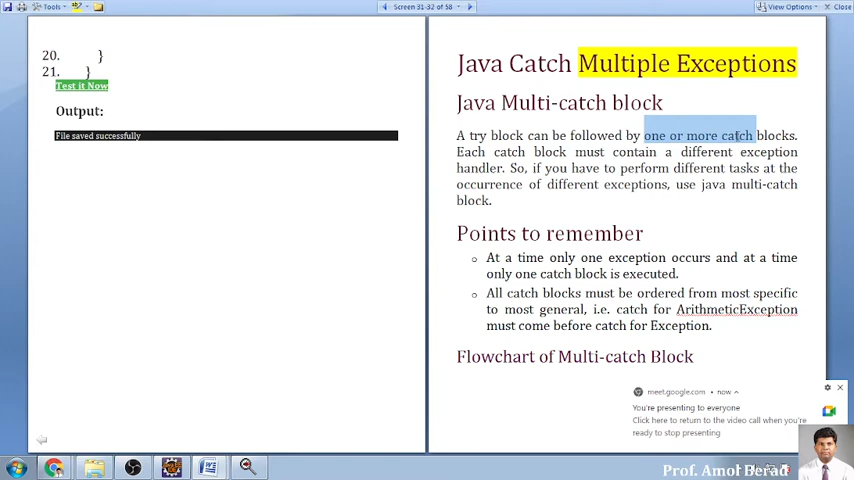 Tools
Screen 31-32 of 58
View Options
Close
20. }
21. }
Test it Now
Output:
File saved successfully
Java Catch Multiple Exceptions
Java Multi-catch block
A try block can be followed by one or more catch blocks.
Each catch block must contain a different exception
handler. So, if you have to perform different tasks at the
occurrence of different exceptions, use java multi-catch
block.
Points to remember
o At a time only one exception occurs and at a time
only one catch block is executed.
o All catch blocks must be ordered from most specific
to most general, i.e. catch for ArithmeticException
must come before catch for Exception.
Flowchart of Multi-catch Block
meet.google.com • now
You're presenting to everyone
Click here to return to the video call when you're
ready to stop presenting
Prof. Amol Berad